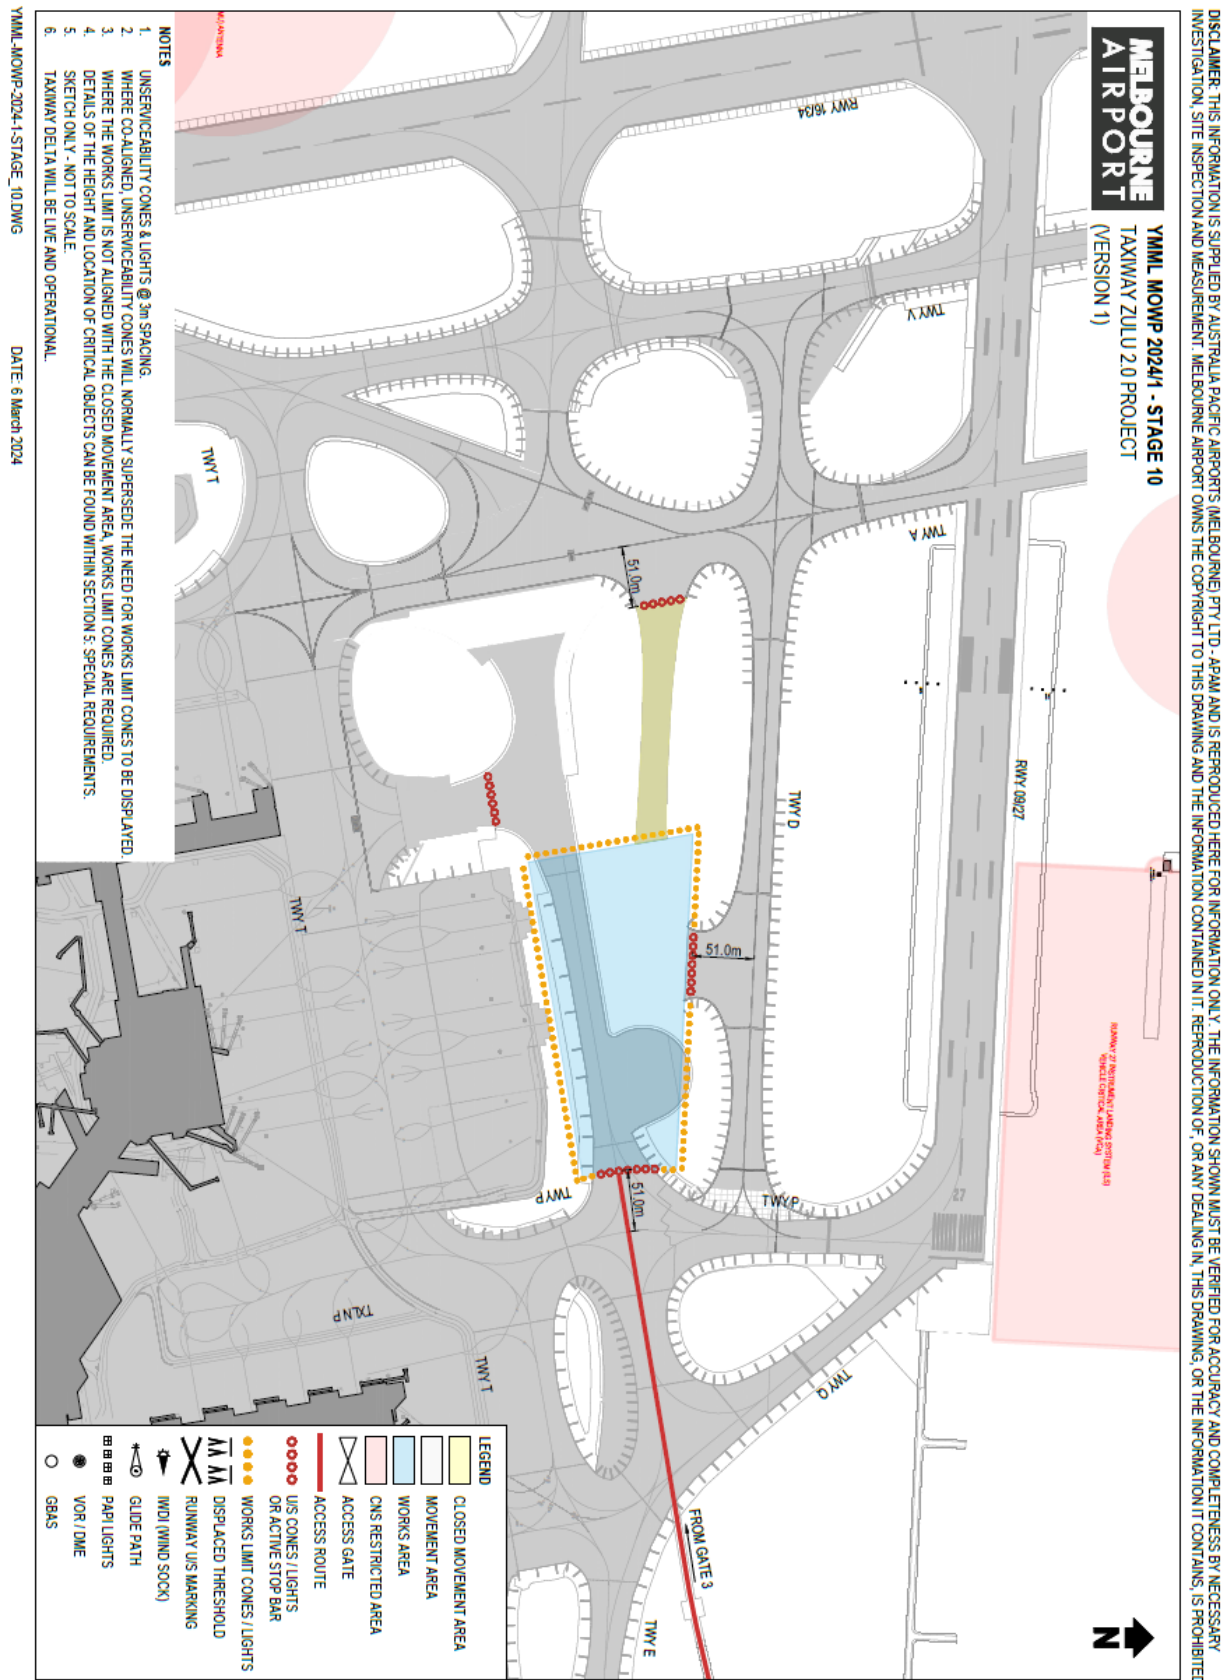 DISCLAIMER: THIS INFORMATION IS SUPPLIED BY AUSTRALIA PACIFIC AIRPORTS (MELBOURNE) PTY LTD - APAM AND IS REPRODUCED HERE FOR INFORMATION ONLY. THE INFORMATION SHOWN MUST BE VERIFIED FOR ACCURACY AND COMPLETENESS BY NECESSARY
INVESTIGATION, SITE INSPECTION AND MEASUREMENT. MELBOURNE AIRPORT OWNS THE COPYRIGHT TO THIS DRAWING AND THE INFORMATION CONTAINED IN IT. REPRODUCTION OF, OR ANY DEALING IN, THIS DRAWING, OR THE INFORMATION IT CONTAINS, IS PROHIBITED
MELBOURNE
AIRPORT
YMML MOWP 2024/1 - STAGE 10
TAXIWAY ZULU 2.0 PROJECT
(VERSION 1)
N
RWY 16/34
TWY V
TWY A
RWY 09/27
TWY D
RUNWAY 27 INSTRUMENT LANDING SYSTEM (ILS)
VEHICLE CRITICAL AREA (VCA)
27
TWY T
51.0m
51.0m
51.0m
TWY P
TWY P
TWY Q
TWY T
TXLN P
TWY T
TWY E
FROM GATE 3
NOTES
1. UNSERVICEABILITY CONES & LIGHTS @ 3m SPACING.
2. WHERE CO-ALIGNED, UNSERVICEABILITY CONES WILL NORMALLY SUPERSEDE THE NEED FOR WORKS LIMIT CONES TO BE DISPLAYED.
3. WHERE THE WORKS LIMIT IS NOT ALIGNED WITH THE CLOSED MOVEMENT AREA, WORKS LIMIT CONES ARE REQUIRED.
4. DETAILS OF THE HEIGHT AND LOCATION OF CRITICAL OBJECTS CAN BE FOUND WITHIN SECTION 5: SPECIAL REQUIREMENTS.
5. SKETCH ONLY - NOT TO SCALE.
6. TAXIWAY DELTA WILL BE LIVE AND OPERATIONAL.
LEGEND
CLOSED MOVEMENT AREA
MOVEMENT AREA
WORKS AREA
CNS RESTRICTED AREA
ACCESS GATE
ACCESS ROUTE
U/S CONES / LIGHTS
OR ACTIVE STOP BAR
WORKS LIMIT CONES / LIGHTS
DISPLACED THRESHOLD
RUNWAY U/S MARKING
IWDI (WIND SOCK)
GLIDE PATH
PAPI LIGHTS
VOR / DME
GBAS
YMML-MOWP-2024-1-STAGE_10.DWG
DATE: 6 March 2024